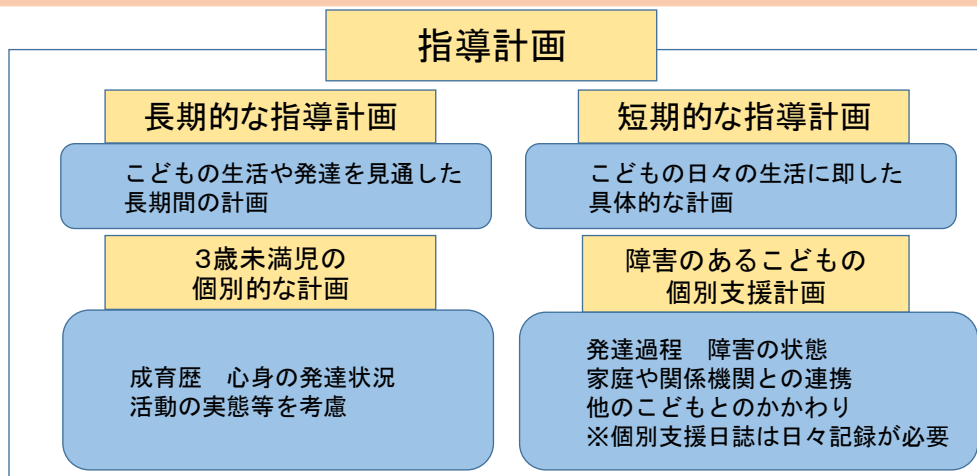 指導計画
長期的な指導計画
こどもの生活や発達を見通した
長期間の計画
短期的な指導計画
こどもの日々の生活に即した
具体的な計画
3歳未満児の
個別的な計画
成育歴　心身の発達状況
活動の実態等を考慮
障害のあるこどもの
個別支援計画
発達過程　障害の状態
家庭や関係機関との連携
他のこどもとのかかわり
※個別支援日誌は日々記録が必要